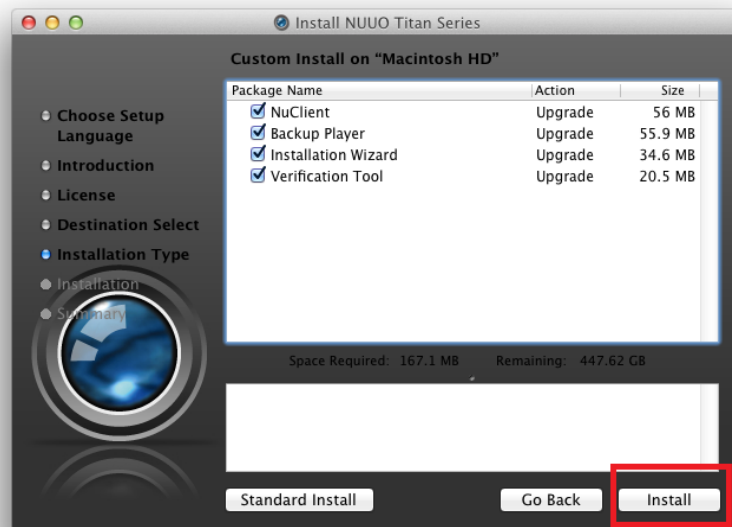 Install NUUO Titan Series
Custom Install on “Macintosh HD”
Choose Setup
Language
Introduction
License
Destination Select
Installation Type
Installation
Summary
Package Name Action Size
NuClient Upgrade 56 MB
Backup Player Upgrade 55.9 MB
Installation Wizard Upgrade 34.6 MB
Verification Tool Upgrade 20.5 MB
Space Required: 167.1 MB Remaining: 447.62 GB
Standard Install Go Back Install